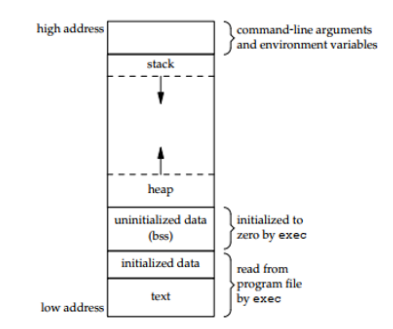 high address
command-line arguments
and environment variables
stack
heap
uninitialized data
(bss)
initialized to
zero by exec
initialized data
read from
program file
by exec
text
low address